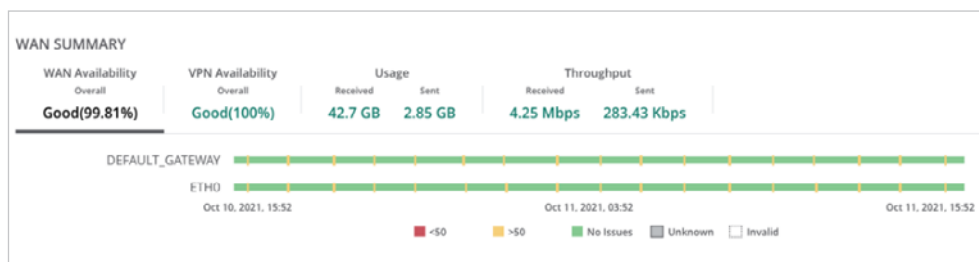 WAN SUMMARY
WAN Availability VPN Availability Usage Throughput
Overall Overall Received Sent Received Sent
Good(99.81%) Good(100%) 42.7 GB 2.85 GB 4.25 Mbps 283.43 Kbps
DEFAULT_GATEWAY
ETH0
Oct 10, 2021, 15:52 Oct 11, 2021, 03:52 Oct 11, 2021, 15:52
<50 >50 No Issues Unknown Invalid